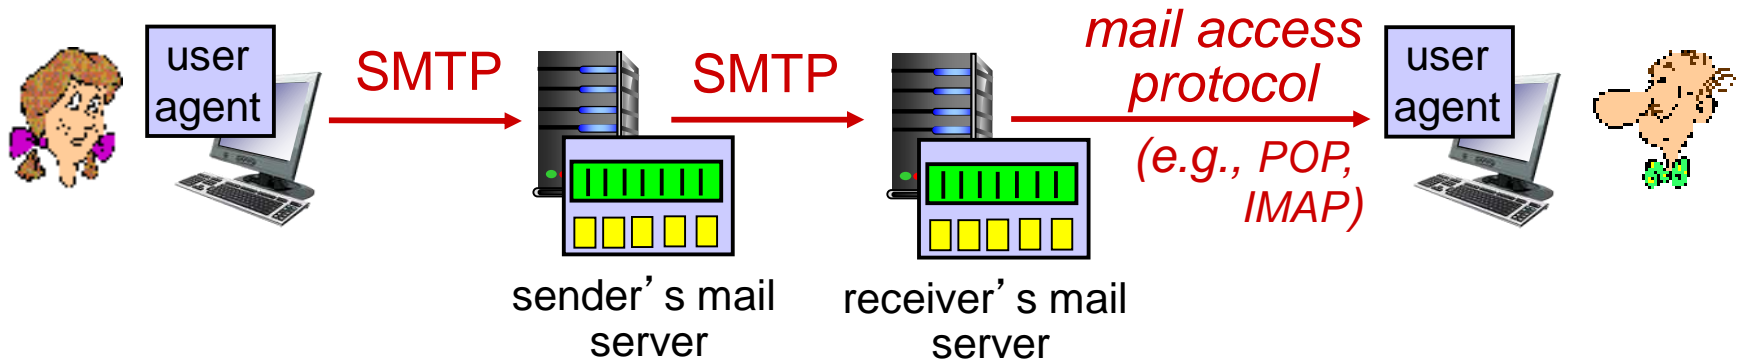 user
agent
SMTP
SMTP
mail access
protocol
(e.g., POP,
IMAP)
user
agent
sender’s mail
server
receiver’s mail
server